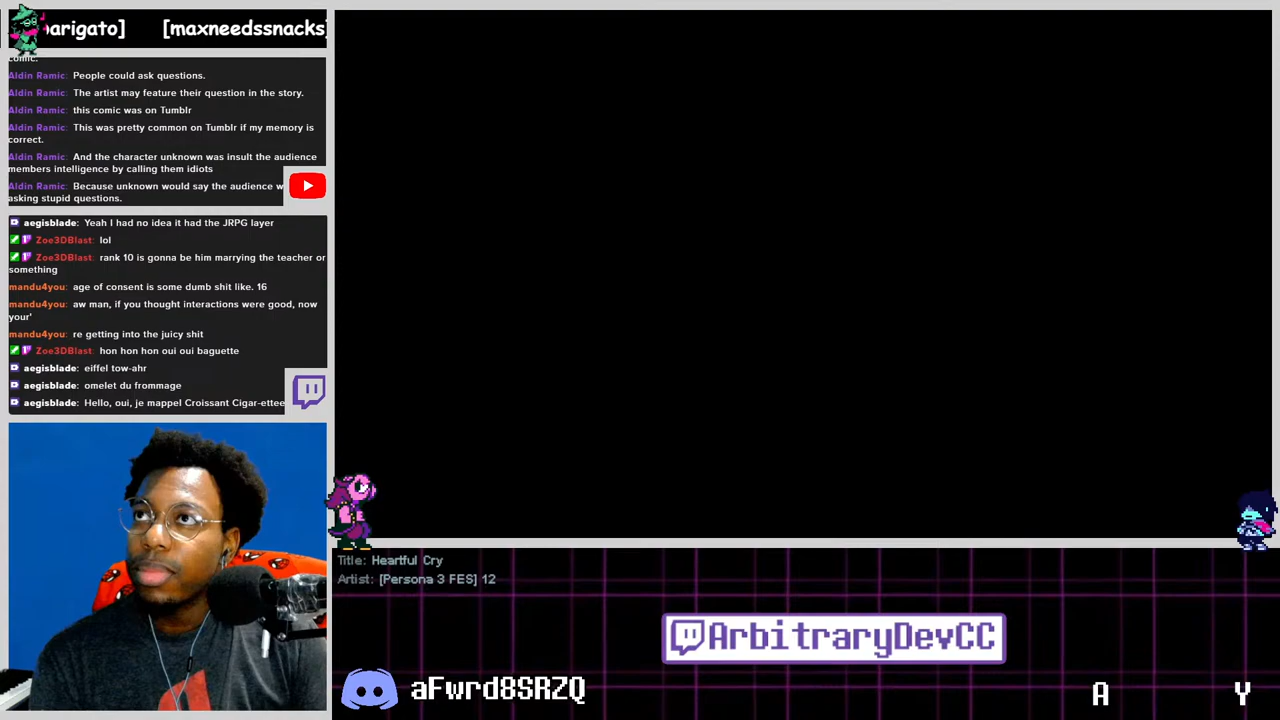 arigato] [maxneedssnacks]
comic.
Aldin Ramic: People could ask questions.
Aldin Ramic: The artist may feature their question in the story.
Aldin Ramic: this comic was on Tumblr
Aldin Ramic: This was pretty common on Tumblr if my memory is
correct.
Aldin Ramic: And the character unknown was insult the audience
members intelligence by calling them idiots
Aldin Ramic: Because unknown would say the audience w
asking stupid questions.
aegisblade: Yeah I had no idea it had the JRPG layer
Zoe3DBlast: lol
Zoe3DBlast: rank 10 is gonna be him marrying the teacher or
something
mandu4you: age of consent is some dumb shit like. 16
mandu4you: aw man, if you thought interactions were good, now
your'
mandu4you: re getting into the juicy shit
Zoe3DBlast: hon hon hon oui oui baguette
aegisblade: eiffel tow-ahr
aegisblade: omelet du frommage
aegisblade: Hello, oui, je mappel Croissant Cigar-ettee
Title: Heartful Cry
Artist: [Persona 3 FES] 12
ArbitraryDevCC
aFwrd8SRZQ
A Y